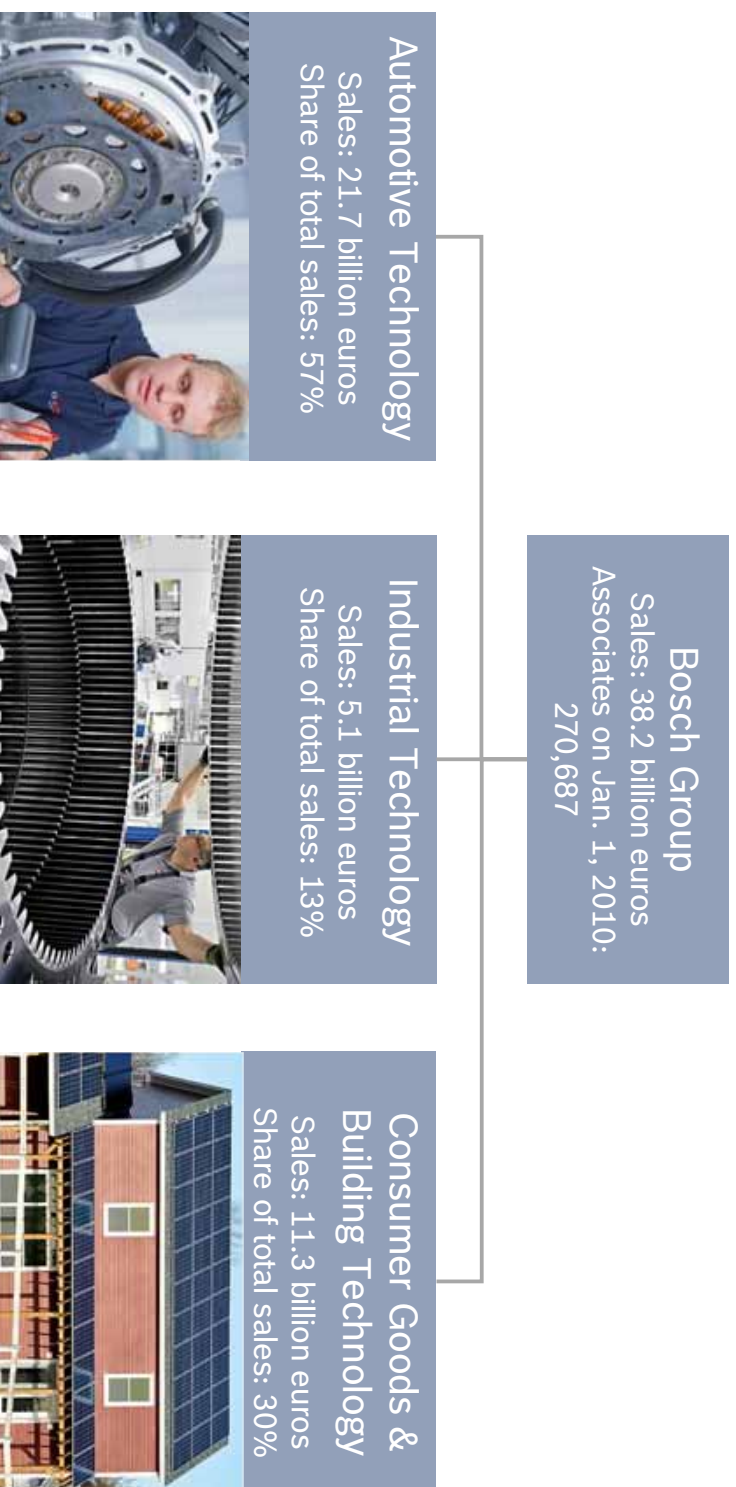 Bosch Group
Sales: 38.2 billion euros
Associates on Jan. 1, 2010:
270,687
Automotive Technology
Sales: 21.7 billion euros
Share of total sales: 57%
Industrial Technology
Sales: 5.1 billion euros
Share of total sales: 13%
Consumer Goods &
Building Technology
Sales: 11.3 billion euros
Share of total sales: 30%